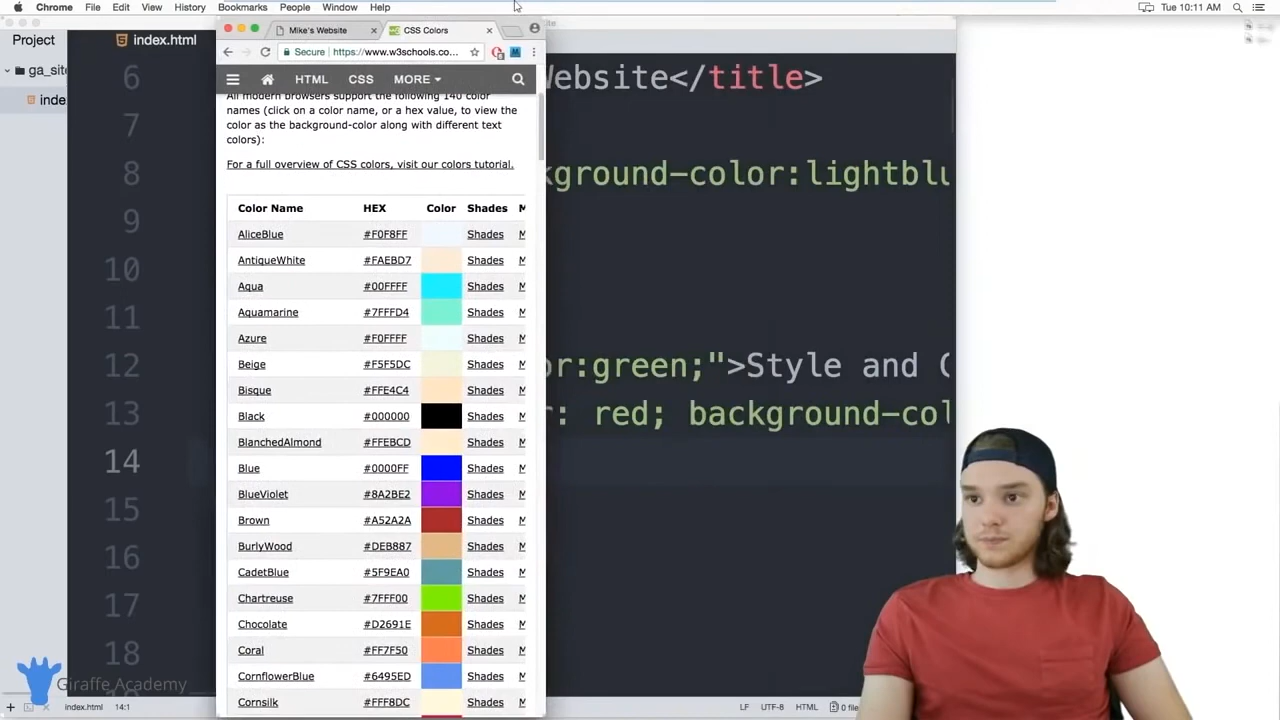 Chrome File Edit View History Bookmarks People Window Help Tue 10:11 AM
Project
index.html
ga_sit
inde
Mike's Website
CSS Colors
Secure https://www.w3schools.co...
HTML CSS MORE
All modern browsers support the following 140 color
names (click on a color name, or a hex value, to view the
color as the background-color along with different text
colors):
For a full overview of CSS colors, visit our colors tutorial.
Color Name HEX Color Shades M
AliceBlue #F0F8FF Shades M
AntiqueWhite #FAEBD7 Shades M
Aqua #00FFFF Shades M
Aquamarine #7FFFD4 Shades M
Azure #F0FFFF Shades M
Beige #F5F5DC Shades M
Bisque #FFE4C4 Shades M
Black #000000 Shades M
BlanchedAlmond #FFEBCD Shades M
Blue #0000FF Shades M
BlueViolet #8A2BE2 Shades M
Brown #A52A2A Shades M
BurlyWood #DEB887 Shades M
CadetBlue #5F9EA0 Shades M
Chartreuse #7FFF00 Shades M
Chocolate #D2691E Shades M
Coral #FF7F50 Shades M
CornflowerBlue #6495ED Shades M
Cornsilk #FFF8DC Shades M
6 Website</title>
7
8 kground-color:lightblu
9
10
11
12 or:green;">Style and C
13 r: red; background-col
14
15
16
17
18
Giraffe Academy
index.html 14:1 LF UTF-8 HTML 0 file